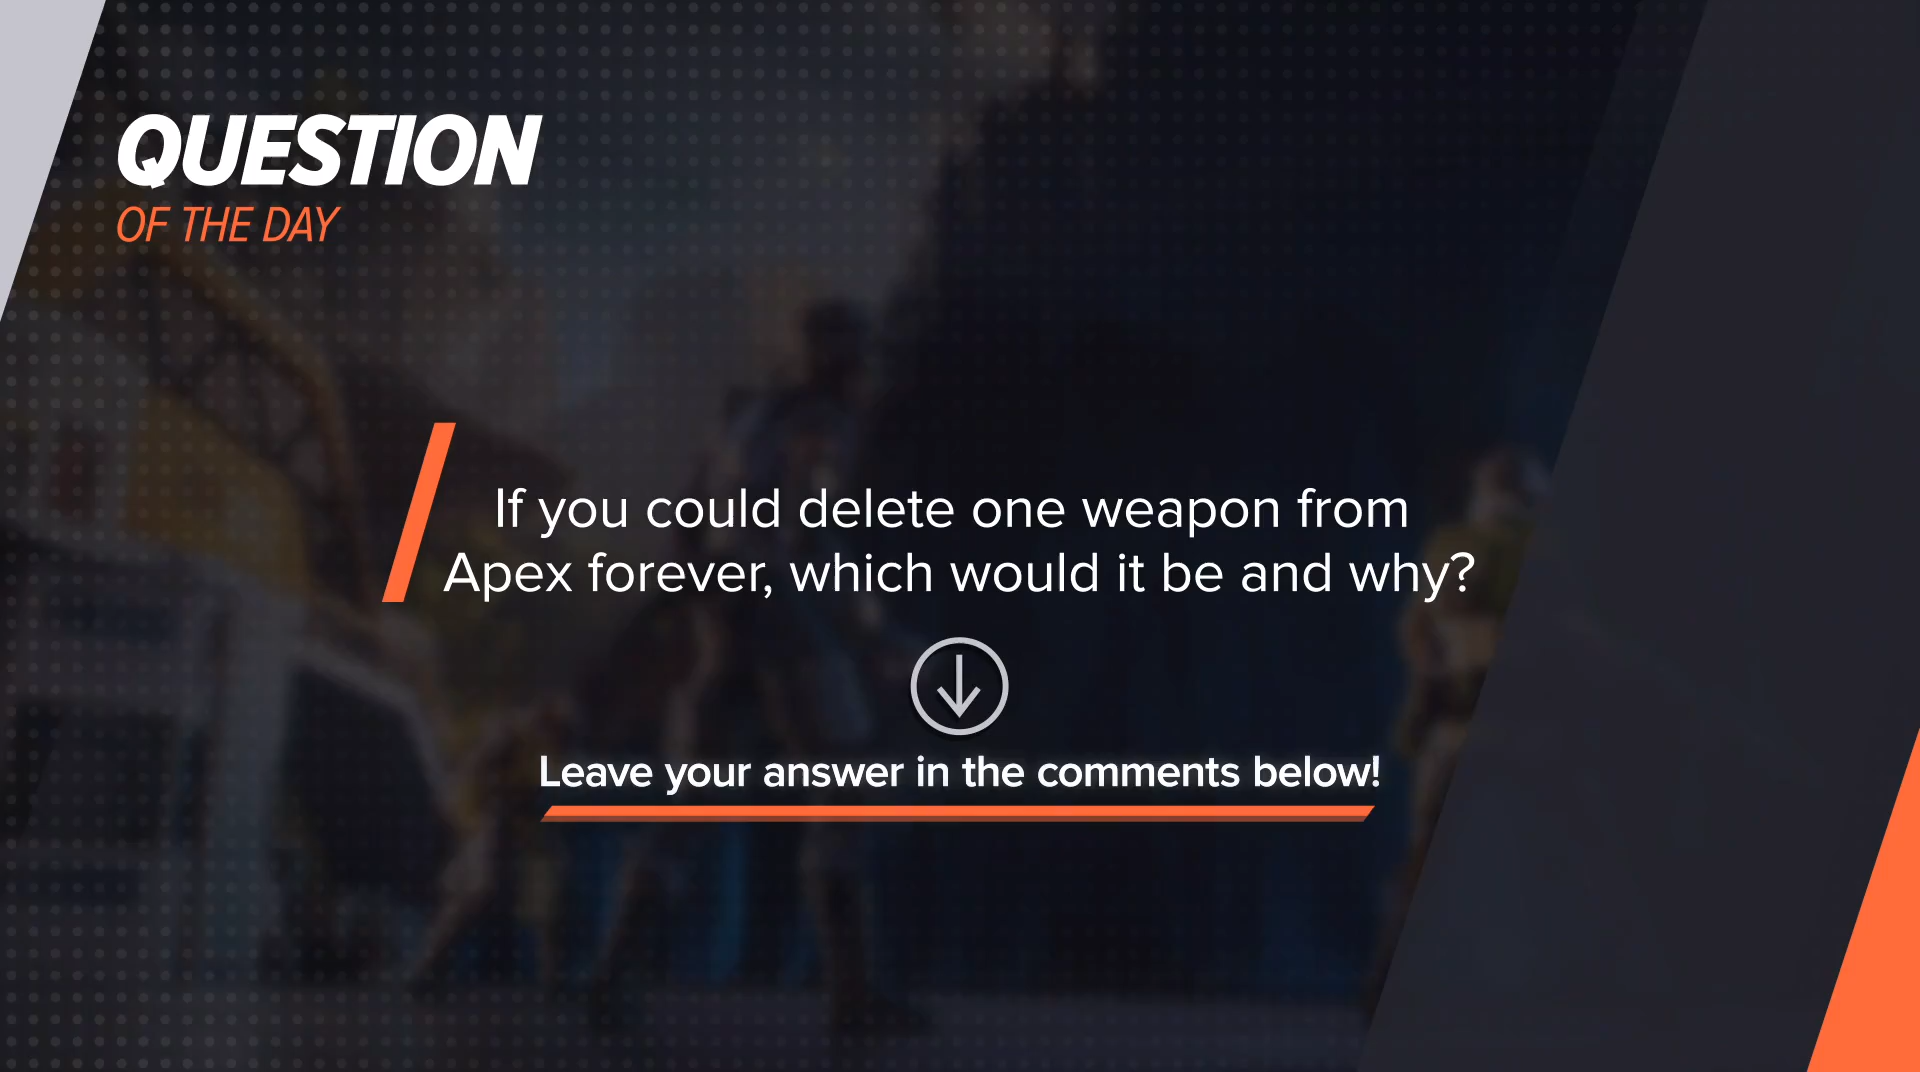 QUESTION
OF THE DAY
If you could delete one weapon from
Apex forever, which would it be and why?
Leave your answer in the comments below!